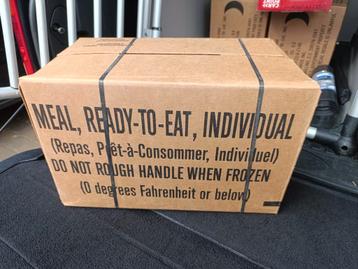 MEAL, READY-TO-EAT, INDIVIDUAL
(Repas, Prêt-à-Consommer, Individuel)
DO NOT ROUGH HANDLE WHEN FROZEN
(0 degrees Fahrenheit or below)